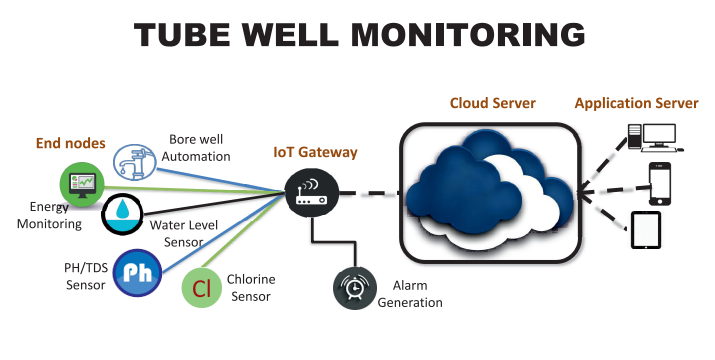 TUBE WELL MONITORING
Cloud Server
Application Server
End nodes
Bore well
Automation
IoT Gateway
Energy
Monitoring
Water Level
Sensor
PH/TDS
Sensor
Ph
Cl
Chlorine
Sensor
Alarm
Generation